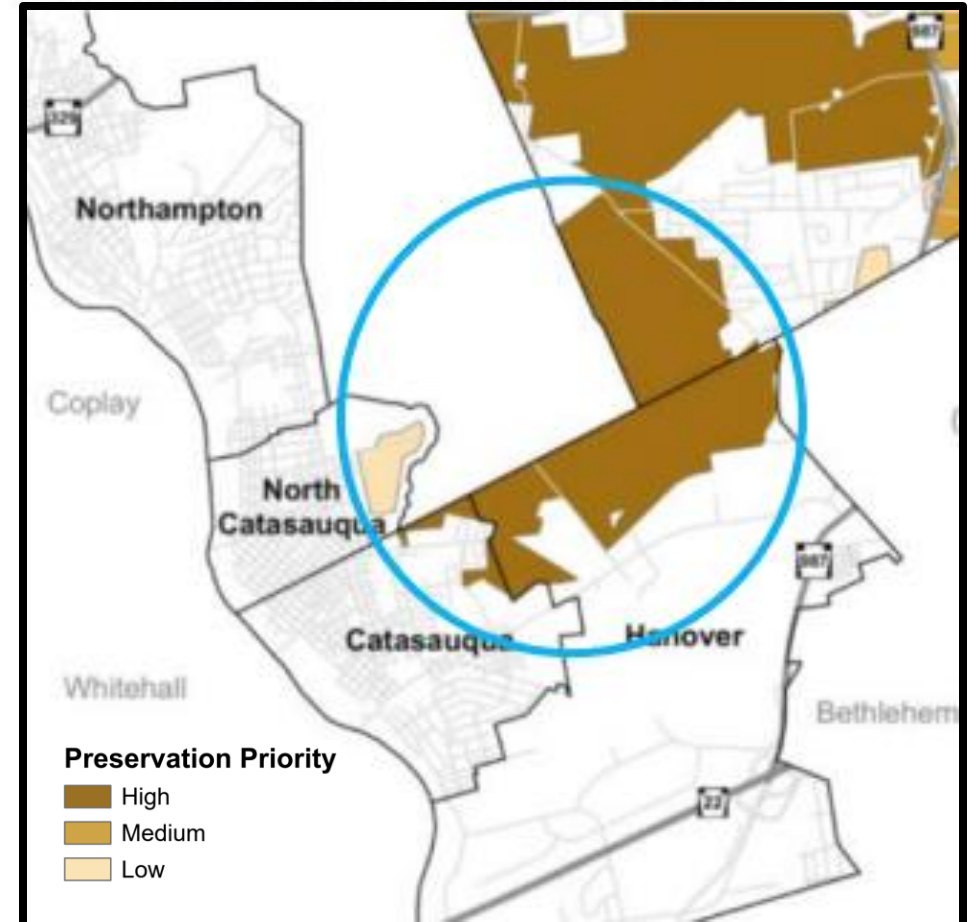 987
329
Northampton
Coplay
North
Catasauqua
987
Catasauqua
Hanover
Whitehall
Bethlehem
Preservation Priority
High
22
Medium
Low